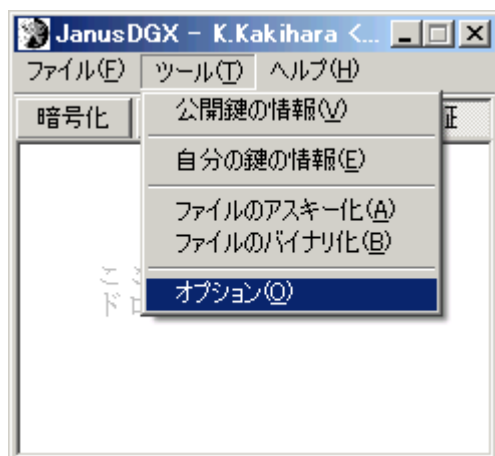 JanusDGX - K.Kakihara <...
ファイル(F) ツール(T) ヘルプ(H)
暗号化
公開鍵の情報(V)
自分の鍵の情報(E)
ファイルのアスキー化(A)
ファイルのバイナリ化(B)
オプション(O)